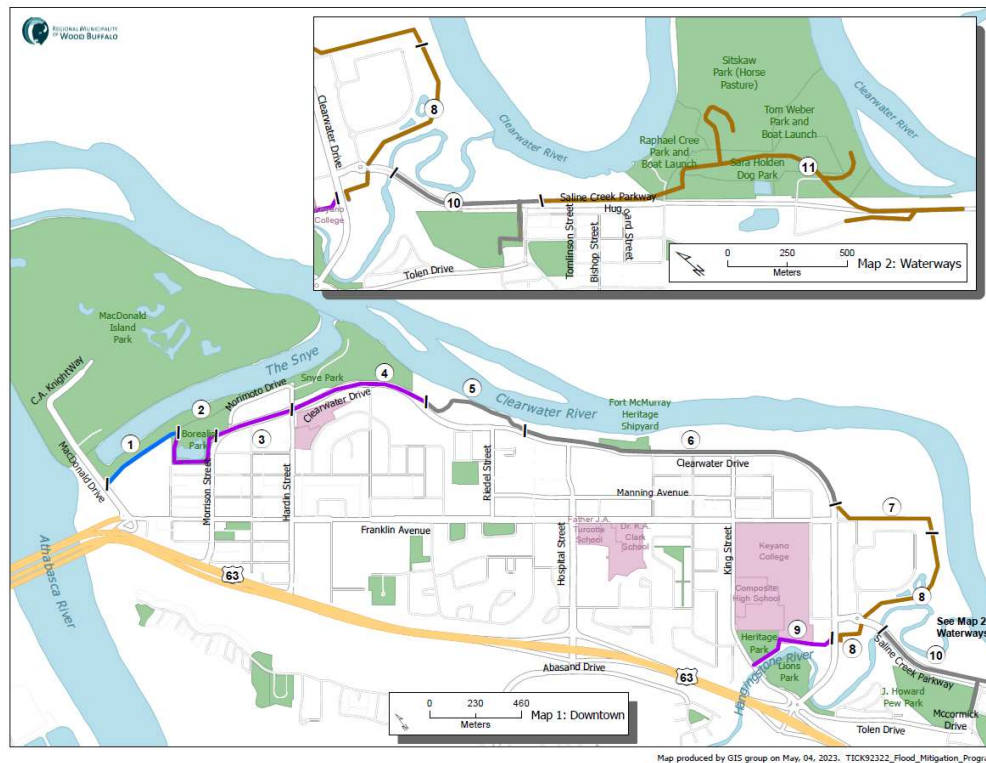 REGIONAL MUNICIPALITY
OF WOOD BUFFALO
Clearwater Drive
8
Clearwater River
Sitskaw
Park (Horse
Pasture)
Tom Weber
Park and
Boat Launch
Clearwater River
Raphael Cree
Park and
Boat Launch
Sara Holden
Dog Park
11
Keyano
College
10
Saline Creek Parkway
Hug
gard Street
Tomlinson Street
Bishop Street
Tolen Drive
N
0 250 500
Meters
Map 2: Waterways
MacDonald
Island
Park
C.A. KnightWay
The Snye
Morimoto Drive
Snye Park
4
5
2
Clearwater Drive
Clearwater River
Fort McMurray
Heritage
Shipyard
1
Borealis
Park
3
6
MacDonald Drive
Morrison Street
Hardin Street
Riedel Street
Clearwater Drive
Manning Avenue
7
Franklin Avenue
Athabasca River
63
Hospital Street
Father J.A.
Turcotte
School
Dr. K.A.
Clark
School
King Street
Keyano
College
Composite
High School
8
See Map 2
Waterways
9
Heritage
Park
8
10
Saline Creek Parkway
Hangingstone River
Lions
Park
Abasand Drive
63
J. Howard
Pew Park
Mccormick
Drive
Tolen Drive
N
0 230 460
Meters
Map 1: Downtown
Map produced by GIS group on May, 04, 2023. TICK92322_Flood_Mitigation_Progra